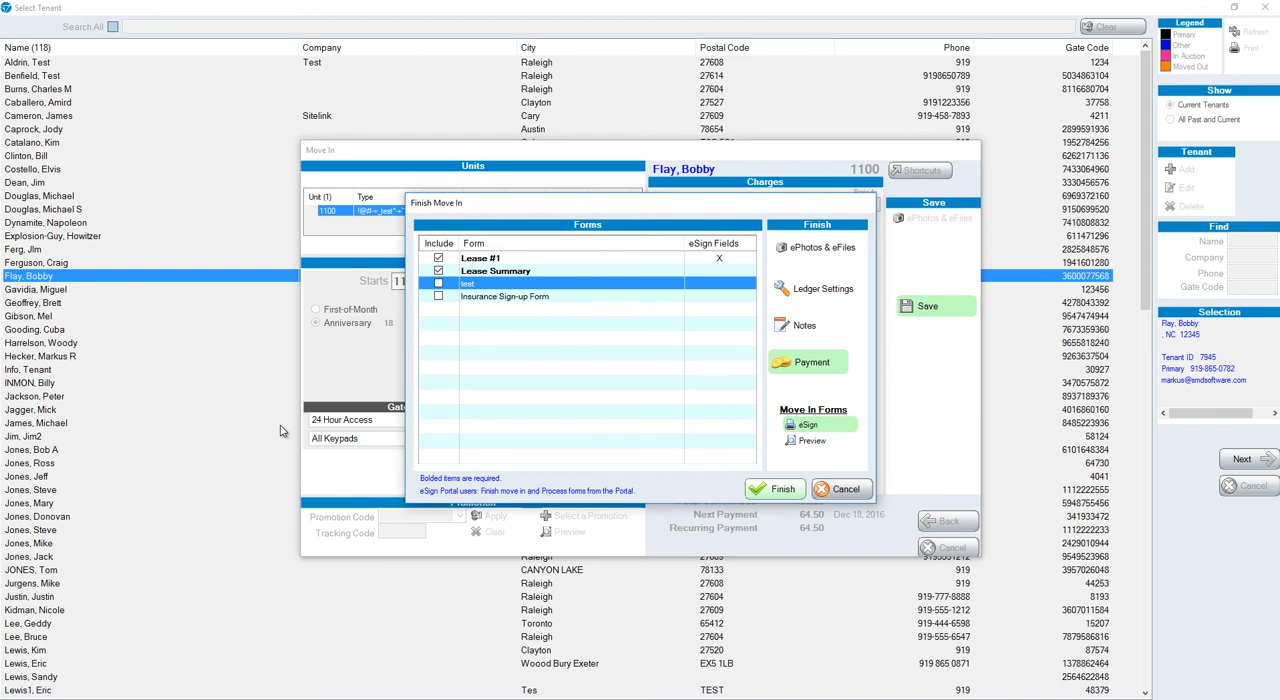 Select Tenant
Search All Clear
Name (118) Company City Postal Code Phone Gate Code
Aldrin, Test Test Raleigh 27608 919 1234
Benfield, Test Raleigh 27614 9198650789 5034863104
Burns, Charles M Raleigh 27604 919 8116680704
Caballero, Amird Clayton 27527 9191223356 37758
Cameron, James Sitelink Cary 27609 919-458-7893 4211
Caprock, Jody Austin 78654 919 2899591936
Catalano, Kim 1952784256
Clinton, Bill 6262171136
Costello, Elvis 7433064960
Dean, Jim 3330456576
Douglas, Michael 6969372160
Douglas, Michael S 9150699520
Dynamite, Napoleon 7410808832
Explosion-Guy, Howitzer 611471296
Ferg, JIm 2825848576
Ferguson, Craig 1941601280
Flay, Bobby 3600077568
Gavidia, Miguel 123456
Geoffrey, Brett 4278043392
Gibson, Mel 9547474944
Gooding, Cuba 7673359360
Harrelson, Woody 9655818240
Hecker, Markus R 9263637504
Info, Tenant 30927
INMON, Billy 3470575872
Jackson, Peter 8937189376
Jagger, Mick 4016860160
James, Michael 8485223936
Jim, Jim2 58124
Jones, Bob A 6101648384
Jones, Ross 64730
Jones, Jeff 4041
Jones, Steve 1112222555
Jones, Mary 5948755456
Jones, Donovan 341933472
Jones, Steve 1112222233
Jones, Mike 2429010944
Jones, Jack Raleigh 27609 9195551212 9549523968
JONES, Tom CANYON LAKE 78133 919 3957026048
Jurgens, Mike Raleigh 27608 919 44253
Justin, Justin Raleigh 27604 919-777-8888 8193
Kidman, Nicole Raleigh 27609 919-555-1212 3607011584
Lee, Geddy Toronto 65412 919-444-6598 15207
Lee, Bruce Raleigh 27604 919-555-6547 7879586816
Lewis, Kim Clayton 27520 919 87574
Lewis, Eric Woood Bury Exeter EX5 1LB 919 865 0871 1378862464
Lewis, Sandy 2564622848
Lewis1, Eric Tes TEST 919 48379
Move In
Units
Unit (1) Type
1100 !@#-=_test"-+"
Starts 11
First-of-Month
Anniversary 18
Gate
24 Hour Access
All Keypads
Promotion
Promotion Code Apply Select a Promotion
Tracking Code Clear Preview
Flay, Bobby 1100 Shortcuts
Charges
Save
ePhotos & eFiles
Save
Next Payment 64.50 Dec 18, 2016
Recurring Payment 64.50
Back
Cancel
Finish Move In
Forms
Include Form eSign Fields
Lease #1 X
Lease Summary
test
Insurance Sign-up Form
Finish
ePhotos & eFiles
Ledger Settings
Notes
Payment
Move In Forms
eSign
Preview
Bolded items are required.
eSign Portal users: Finish move in and Process forms from the Portal.
Finish Cancel
Legend
Primary
Other
In Auction
Moved Out
Refresh
Print
Show
Current Tenants
All Past and Current
Tenant
Add
Edit
Delete
Find
Name
Company
Phone
Gate Code
Selection
Flay, Bobby
, NC 12345
Tenant ID 7945
Primary 919-865-0782
markus@smdsoftware.com
Next
Cancel